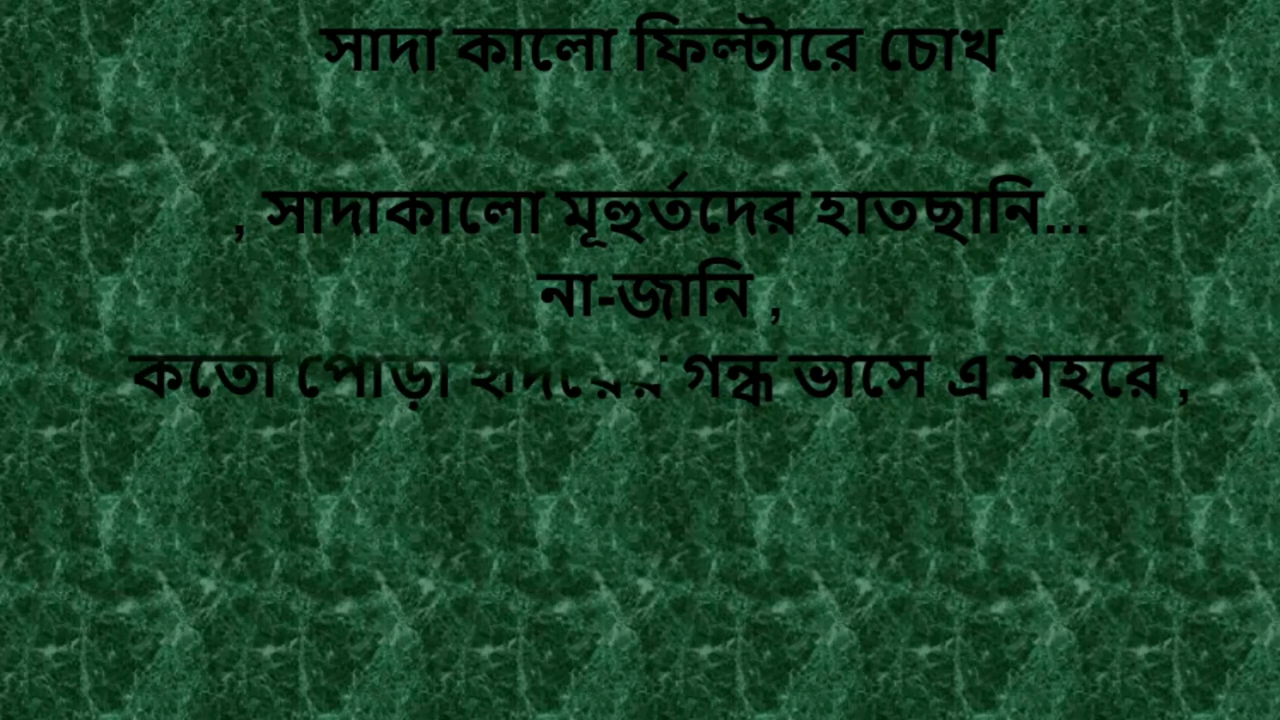 সাদা কালো ফিল্টারে চোখ
, সাদাকালো মূহুর্তদের হাতছানি...
না-জানি ,
কতো পোড়া গন্ধ ভাসে এ শহরে ,